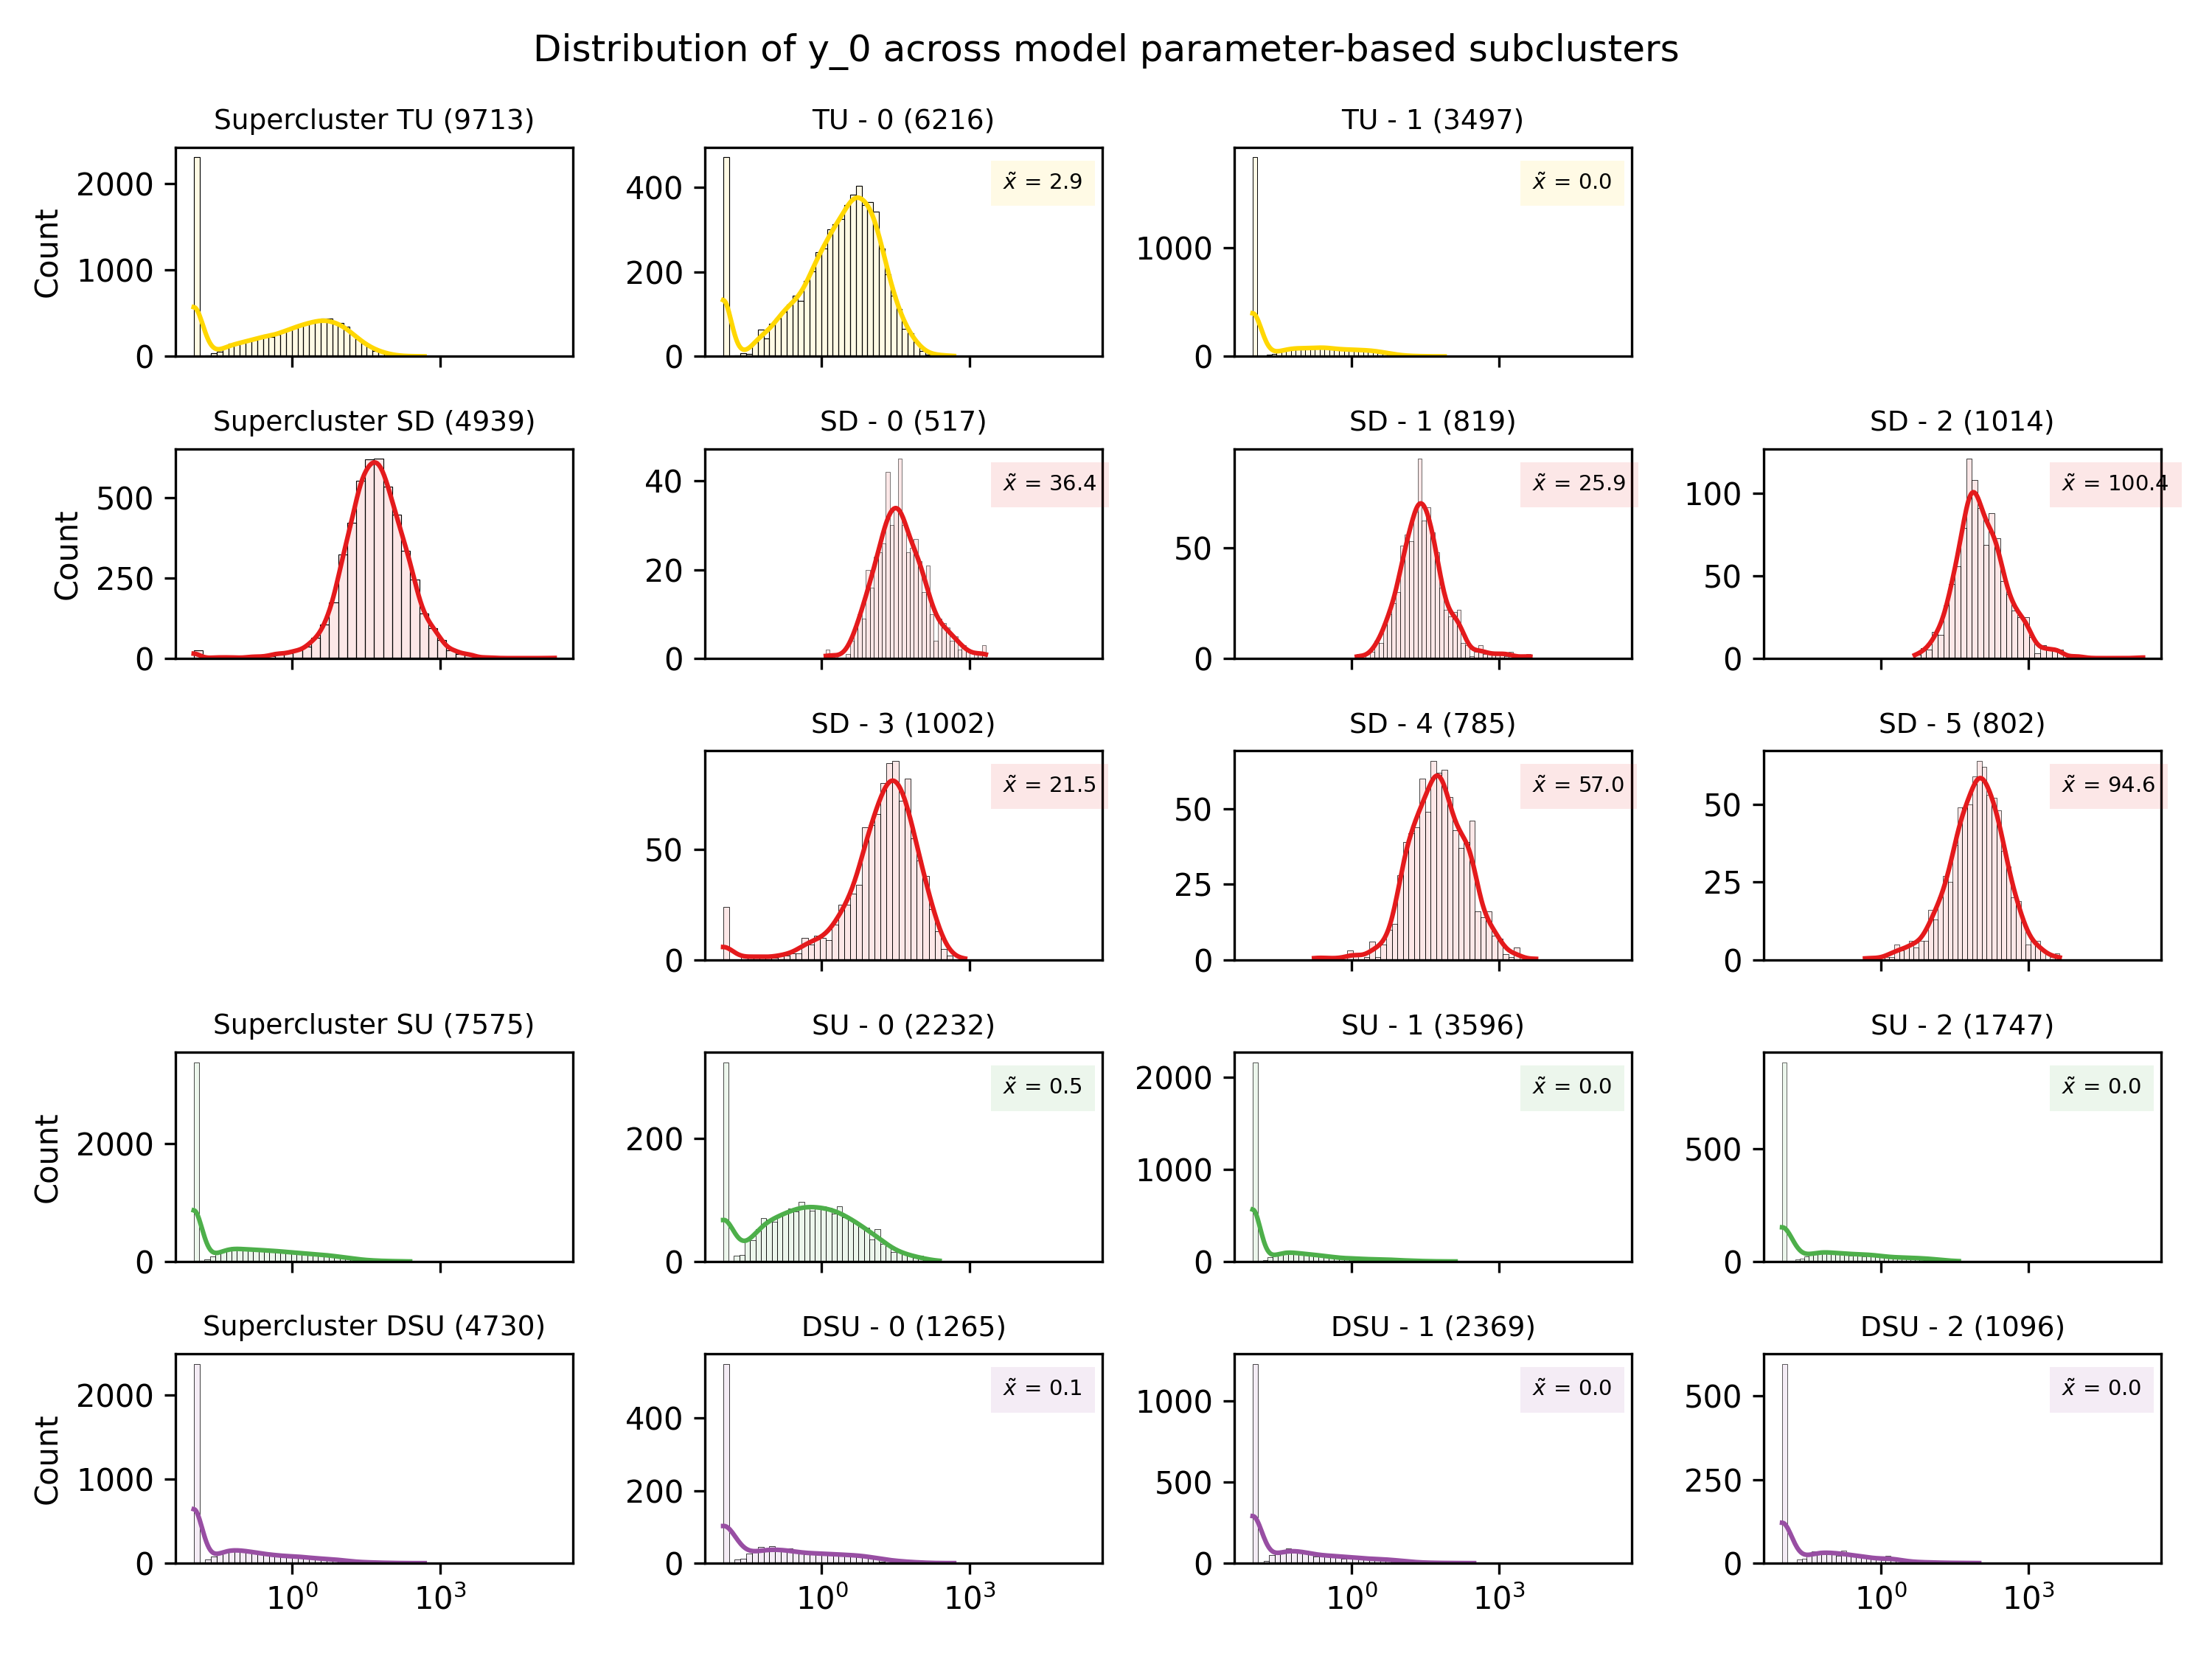 Distribution of y_0 across model parameter-based subclusters
Supercluster TU (9713)
TU - 0 (6216)
TU - 1 (3497)
Count
2000
1000
0
400
200
0
x̃ = 2.9
1000
0
x̃ = 0.0
Supercluster SD (4939)
SD - 0 (517)
SD - 1 (819)
SD - 2 (1014)
Count
500
250
0
40
20
0
x̃ = 36.4
50
0
x̃ = 25.9
100
50
0
x̃ = 100.4
SD - 3 (1002)
SD - 4 (785)
SD - 5 (802)
50
0
x̃ = 21.5
50
25
0
x̃ = 57.0
50
25
0
x̃ = 94.6
Supercluster SU (7575)
SU - 0 (2232)
SU - 1 (3596)
SU - 2 (1747)
Count
2000
0
200
0
x̃ = 0.5
2000
1000
0
x̃ = 0.0
500
0
x̃ = 0.0
Supercluster DSU (4730)
DSU - 0 (1265)
DSU - 1 (2369)
DSU - 2 (1096)
Count
2000
1000
0
400
200
0
x̃ = 0.1
1000
500
0
x̃ = 0.0
500
250
0
x̃ = 0.0
10⁰ 10³
10⁰ 10³
10⁰ 10³
10⁰ 10³